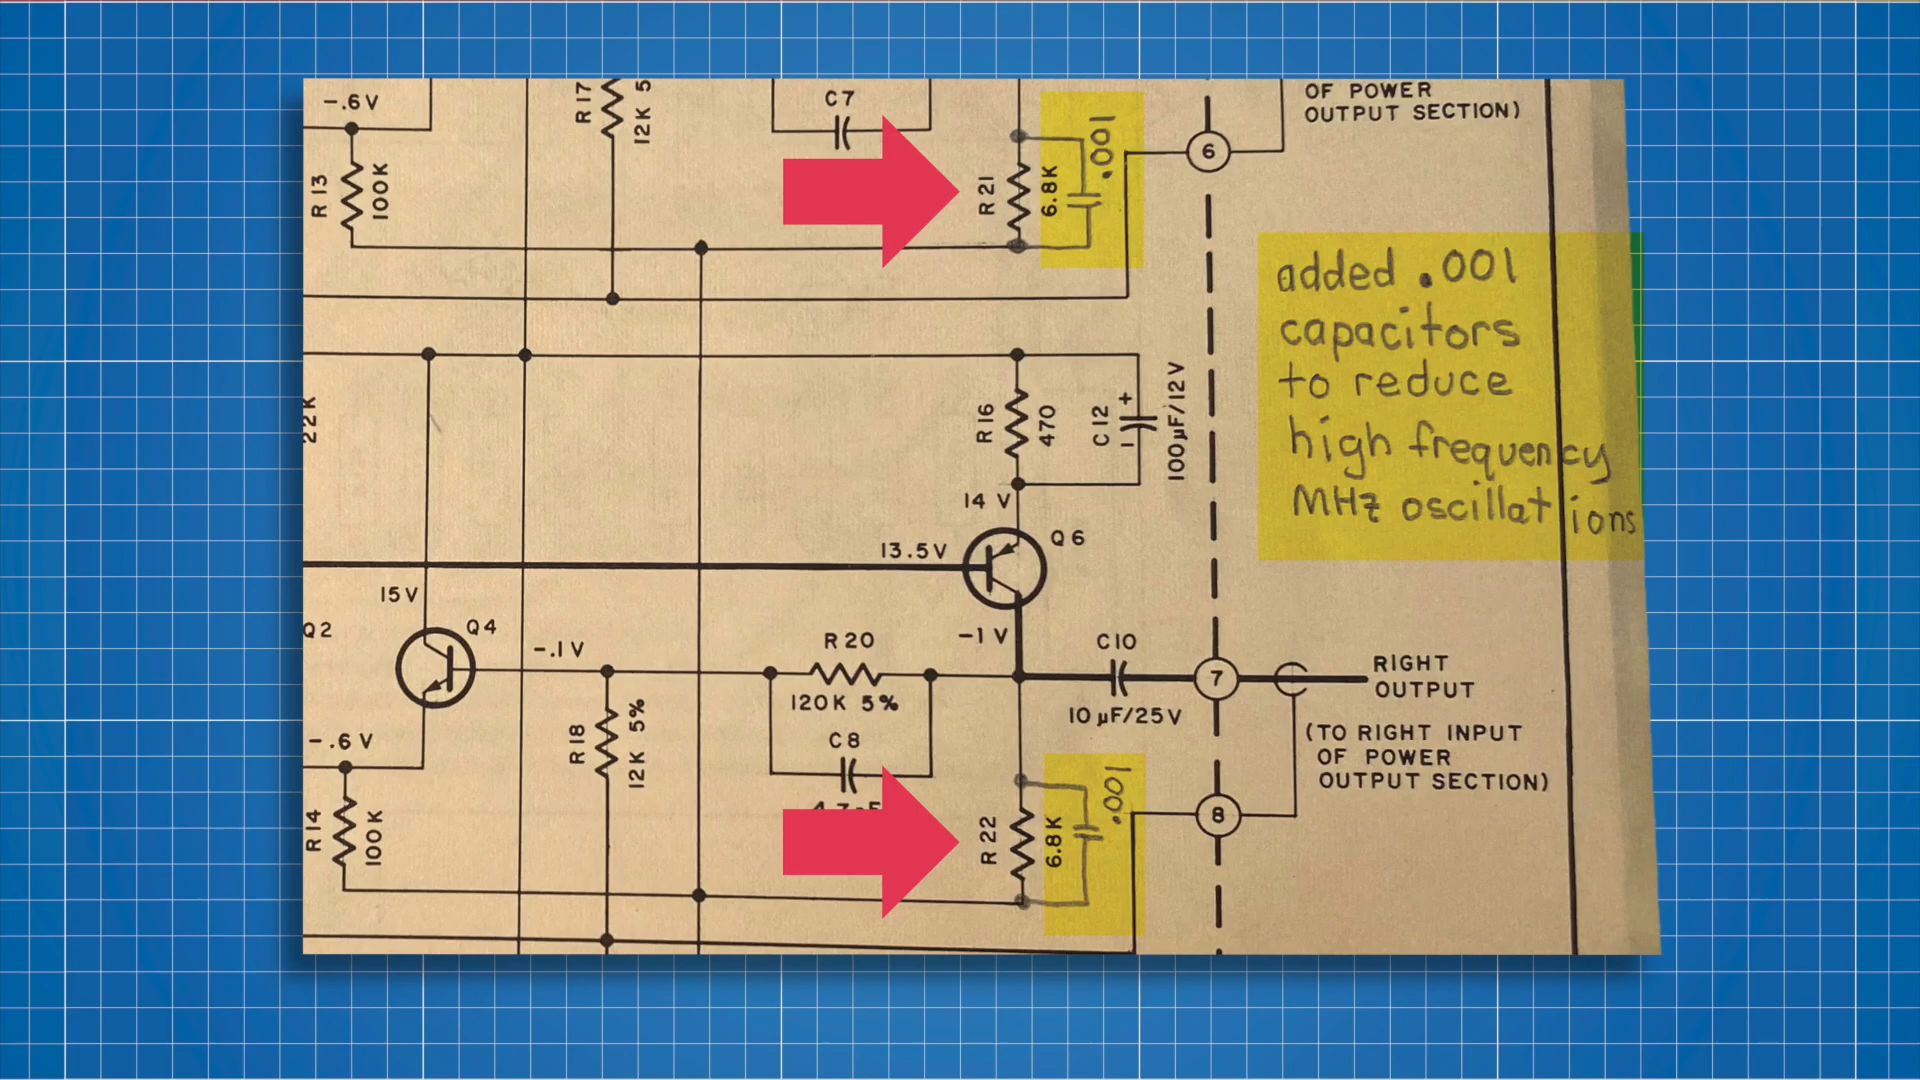 -.6V
R13
100K
R17
12K 5
C7
R21
6.8K
.001
6
OF POWER
OUTPUT SECTION)
added .001
capacitors
to reduce
high frequency
MHz oscillations
22K
R16
470
C12
+
100µF/12V
14 V
13.5V
Q6
15V
Q2
Q4
-.1V
R20
120K 5%
-1V
C10
10µF/25V
7
RIGHT
OUTPUT
(TO RIGHT INPUT
OF POWER
OUTPUT SECTION)
-.6V
R14
100K
R18
12K 5%
C8
R22
6.8K
.001
8